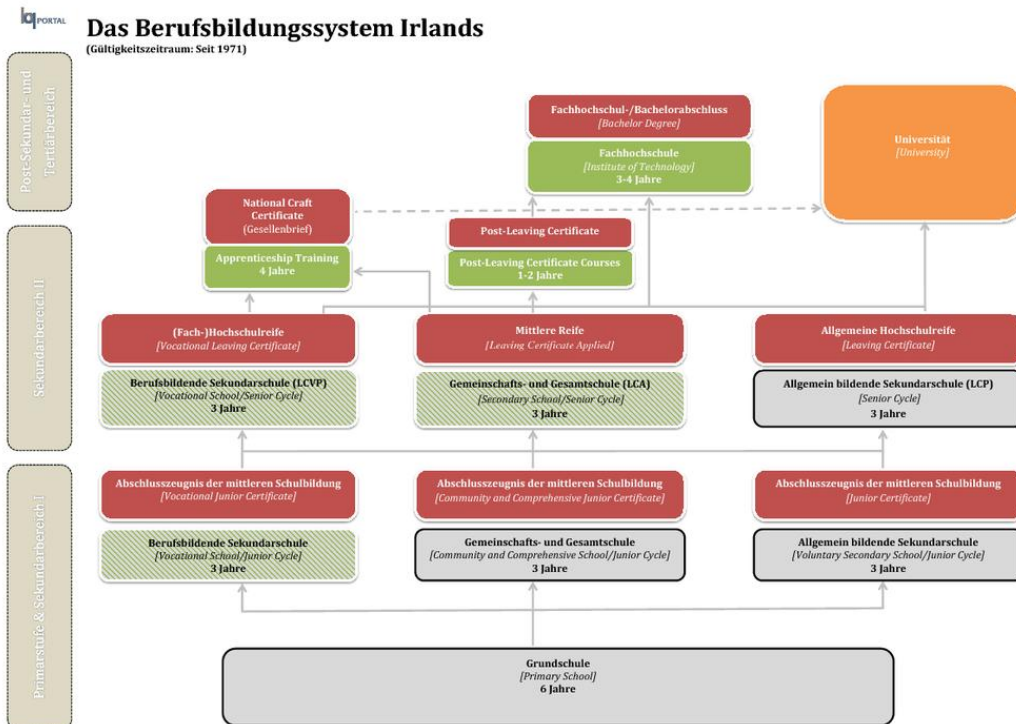 iq PORTAL
Das Berufsbildungssystem Irlands
(Gültigkeitszeitraum: Seit 1971)
Post-Sekundar- und
Tertiärbereich
Fachhochschul-/Bachelorabschluss
[Bachelor Degree]
Fachhochschule
[Institute of Technology]
3-4 Jahre
Universität
[University]
National Craft
Certificate
(Gesellenbrief)
Apprenticeship Training
4 Jahre
Post-Leaving Certificate
Post-Leaving Certificate Courses
1-2 Jahre
Sekundarbereich II
(Fach-)Hochschulreife
[Vocational Leaving Certificate]
Mittlere Reife
[Leaving Certificate Applied]
Allgemeine Hochschulreife
[Leaving Certificate]
Berufsbildende Sekundarschule (LCVP)
[Vocational School/Senior Cycle]
3 Jahre
Gemeinschafts- und Gesamtschule (LCA)
[Secondary School/Senior Cycle]
3 Jahre
Allgemein bildende Sekundarschule (LCP)
[Senior Cycle]
3 Jahre
Primarstufe & Sekundarbereich I
Abschlusszeugnis der mittleren Schulbildung
[Vocational Junior Certificate]
Abschlusszeugnis der mittleren Schulbildung
[Community and Comprehensive Junior Certificate]
Abschlusszeugnis der mittleren Schulbildung
[Junior Certificate]
Berufsbildende Sekundarschule
[Vocational School/Junior Cycle]
3 Jahre
Gemeinschafts- und Gesamtschule
[Community and Comprehensive School/Junior Cycle]
3 Jahre
Allgemein bildende Sekundarschule
[Voluntary Secondary School/Junior Cycle]
3 Jahre
Grundschule
[Primary School]
6 Jahre